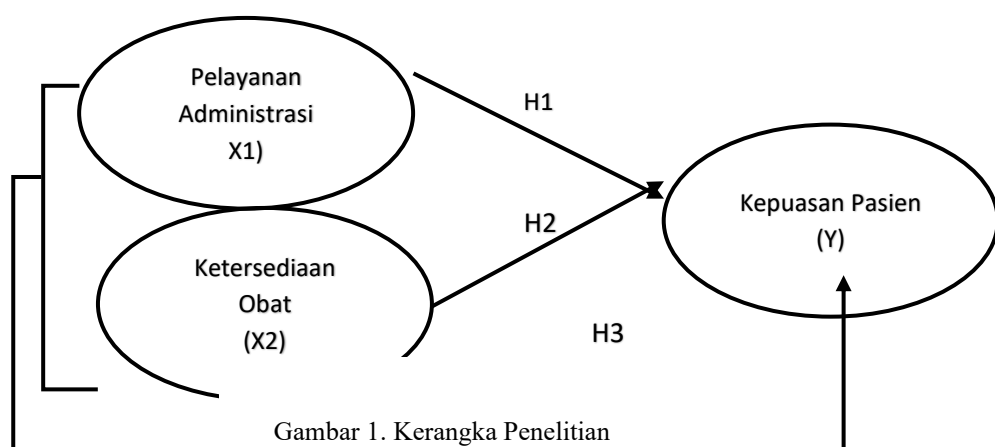 Pelayanan
Administrasi
X1)
H1
Kepuasan Pasien
(Y)
H2
Ketersediaan
Obat
(X2)
H3
Gambar 1. Kerangka Penelitian